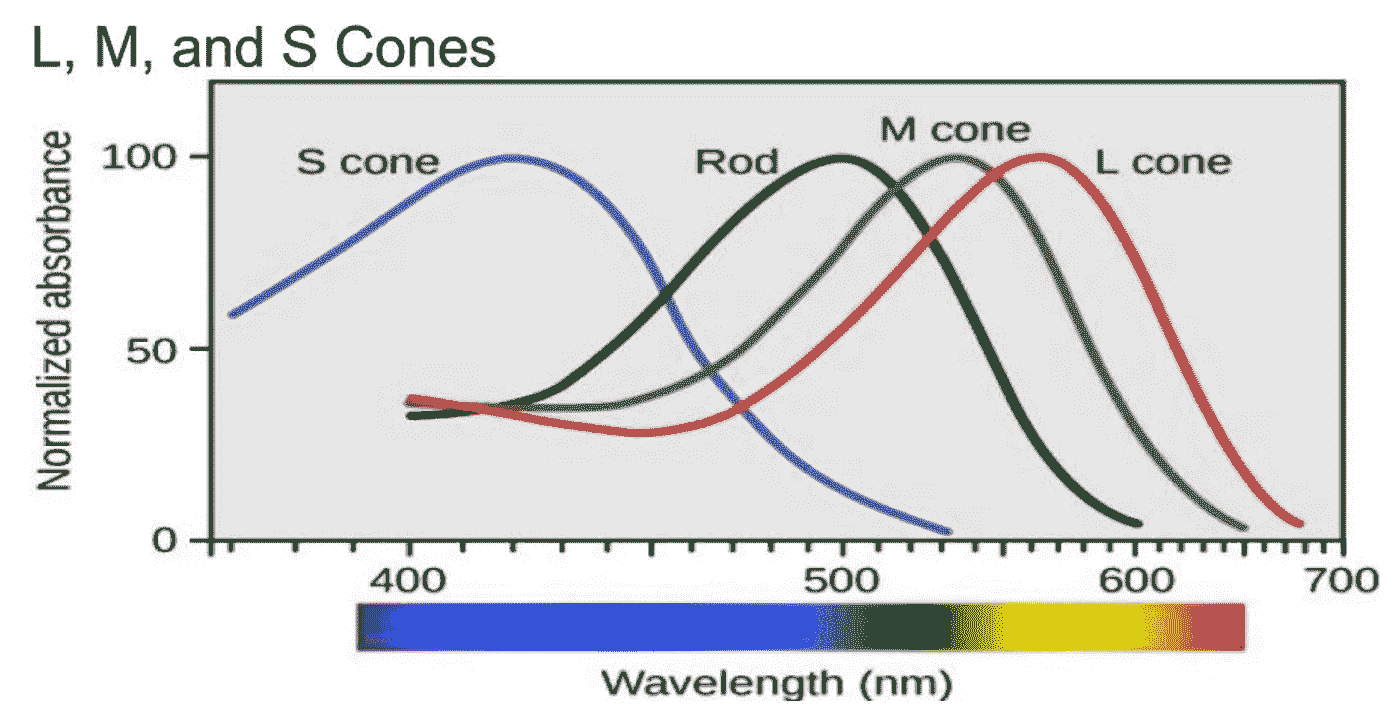 L, M, and S Cones
Normalized absorbance
100
50
0
S cone
Rod
M cone
L cone
400
500
600
700
Wavelength (nm)